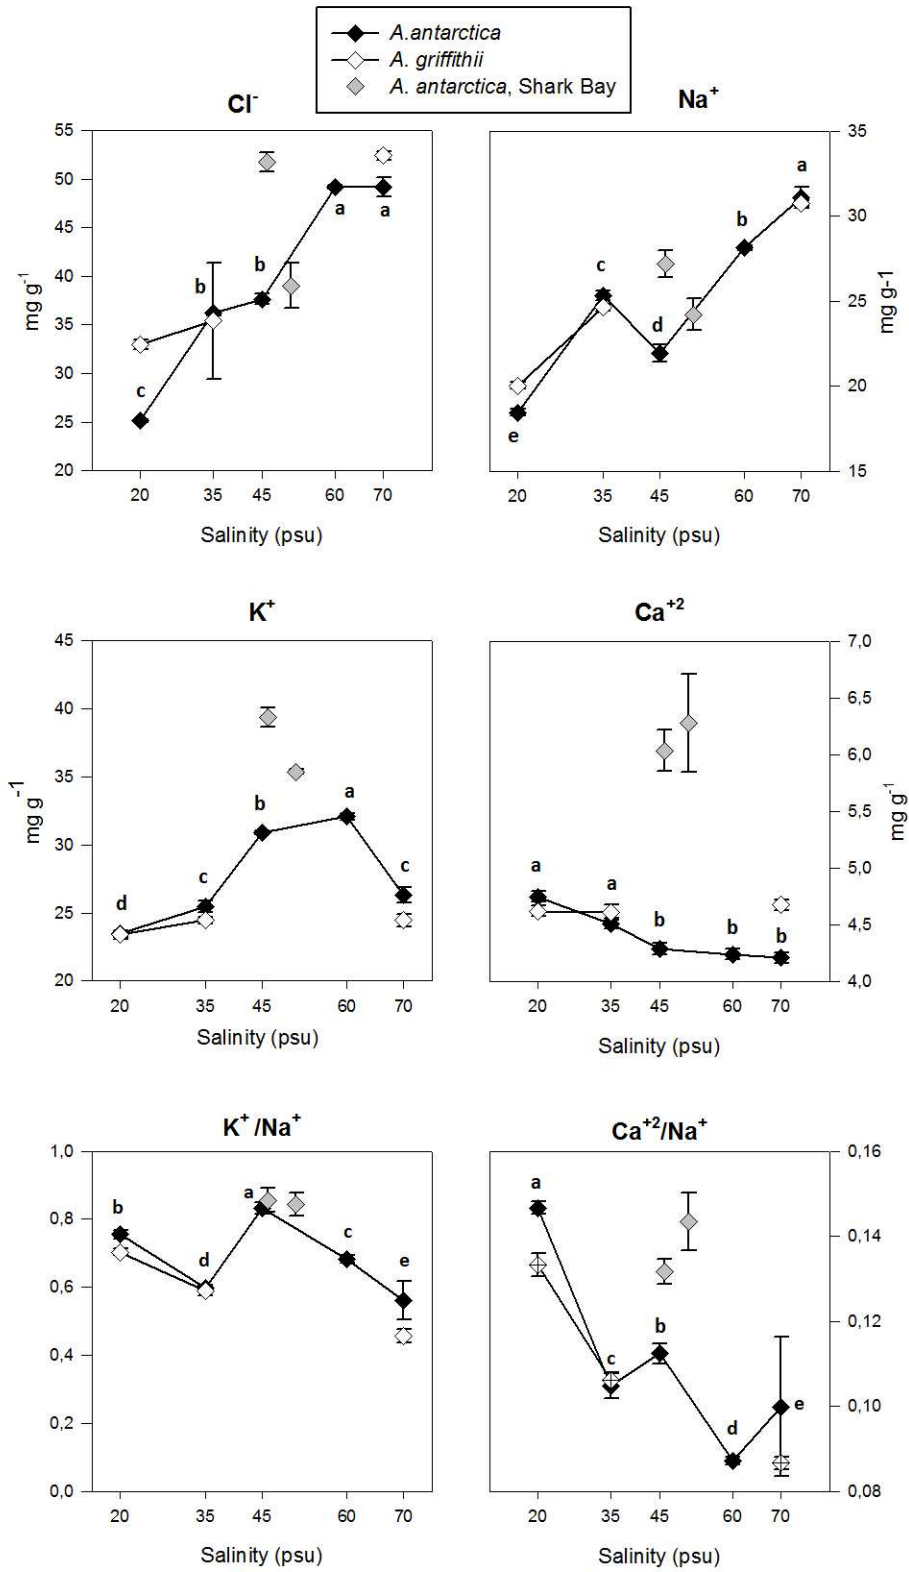 A.antarctica
A. griffithii
A. antarctica, Shark Bay
Cl-
55
50
45
40
35
30
25
20
mg g-1
c
b
b
a
a
20 35 45 60 70
Salinity (psu)
Na+
35
30
25
20
15
mg g-1
e
c
d
b
a
20 35 45 60 70
Salinity (psu)
K+
45
40
35
30
25
20
mg g-1
d
c
b
a
c
20 35 45 60 70
Salinity (psu)
Ca+2
7,0
6,5
6,0
5,5
5,0
4,5
4,0
mg g-1
a
a
b
b
b
20 35 45 60 70
Salinity (psu)
K+/Na+
1,0
0,8
0,6
0,4
0,2
0,0
b
d
a
c
e
20 35 45 60 70
Salinity (psu)
Ca+2/Na+
0,16
0,14
0,12
0,10
0,08
a
c
b
d
e
20 35 45 60 70
Salinity (psu)